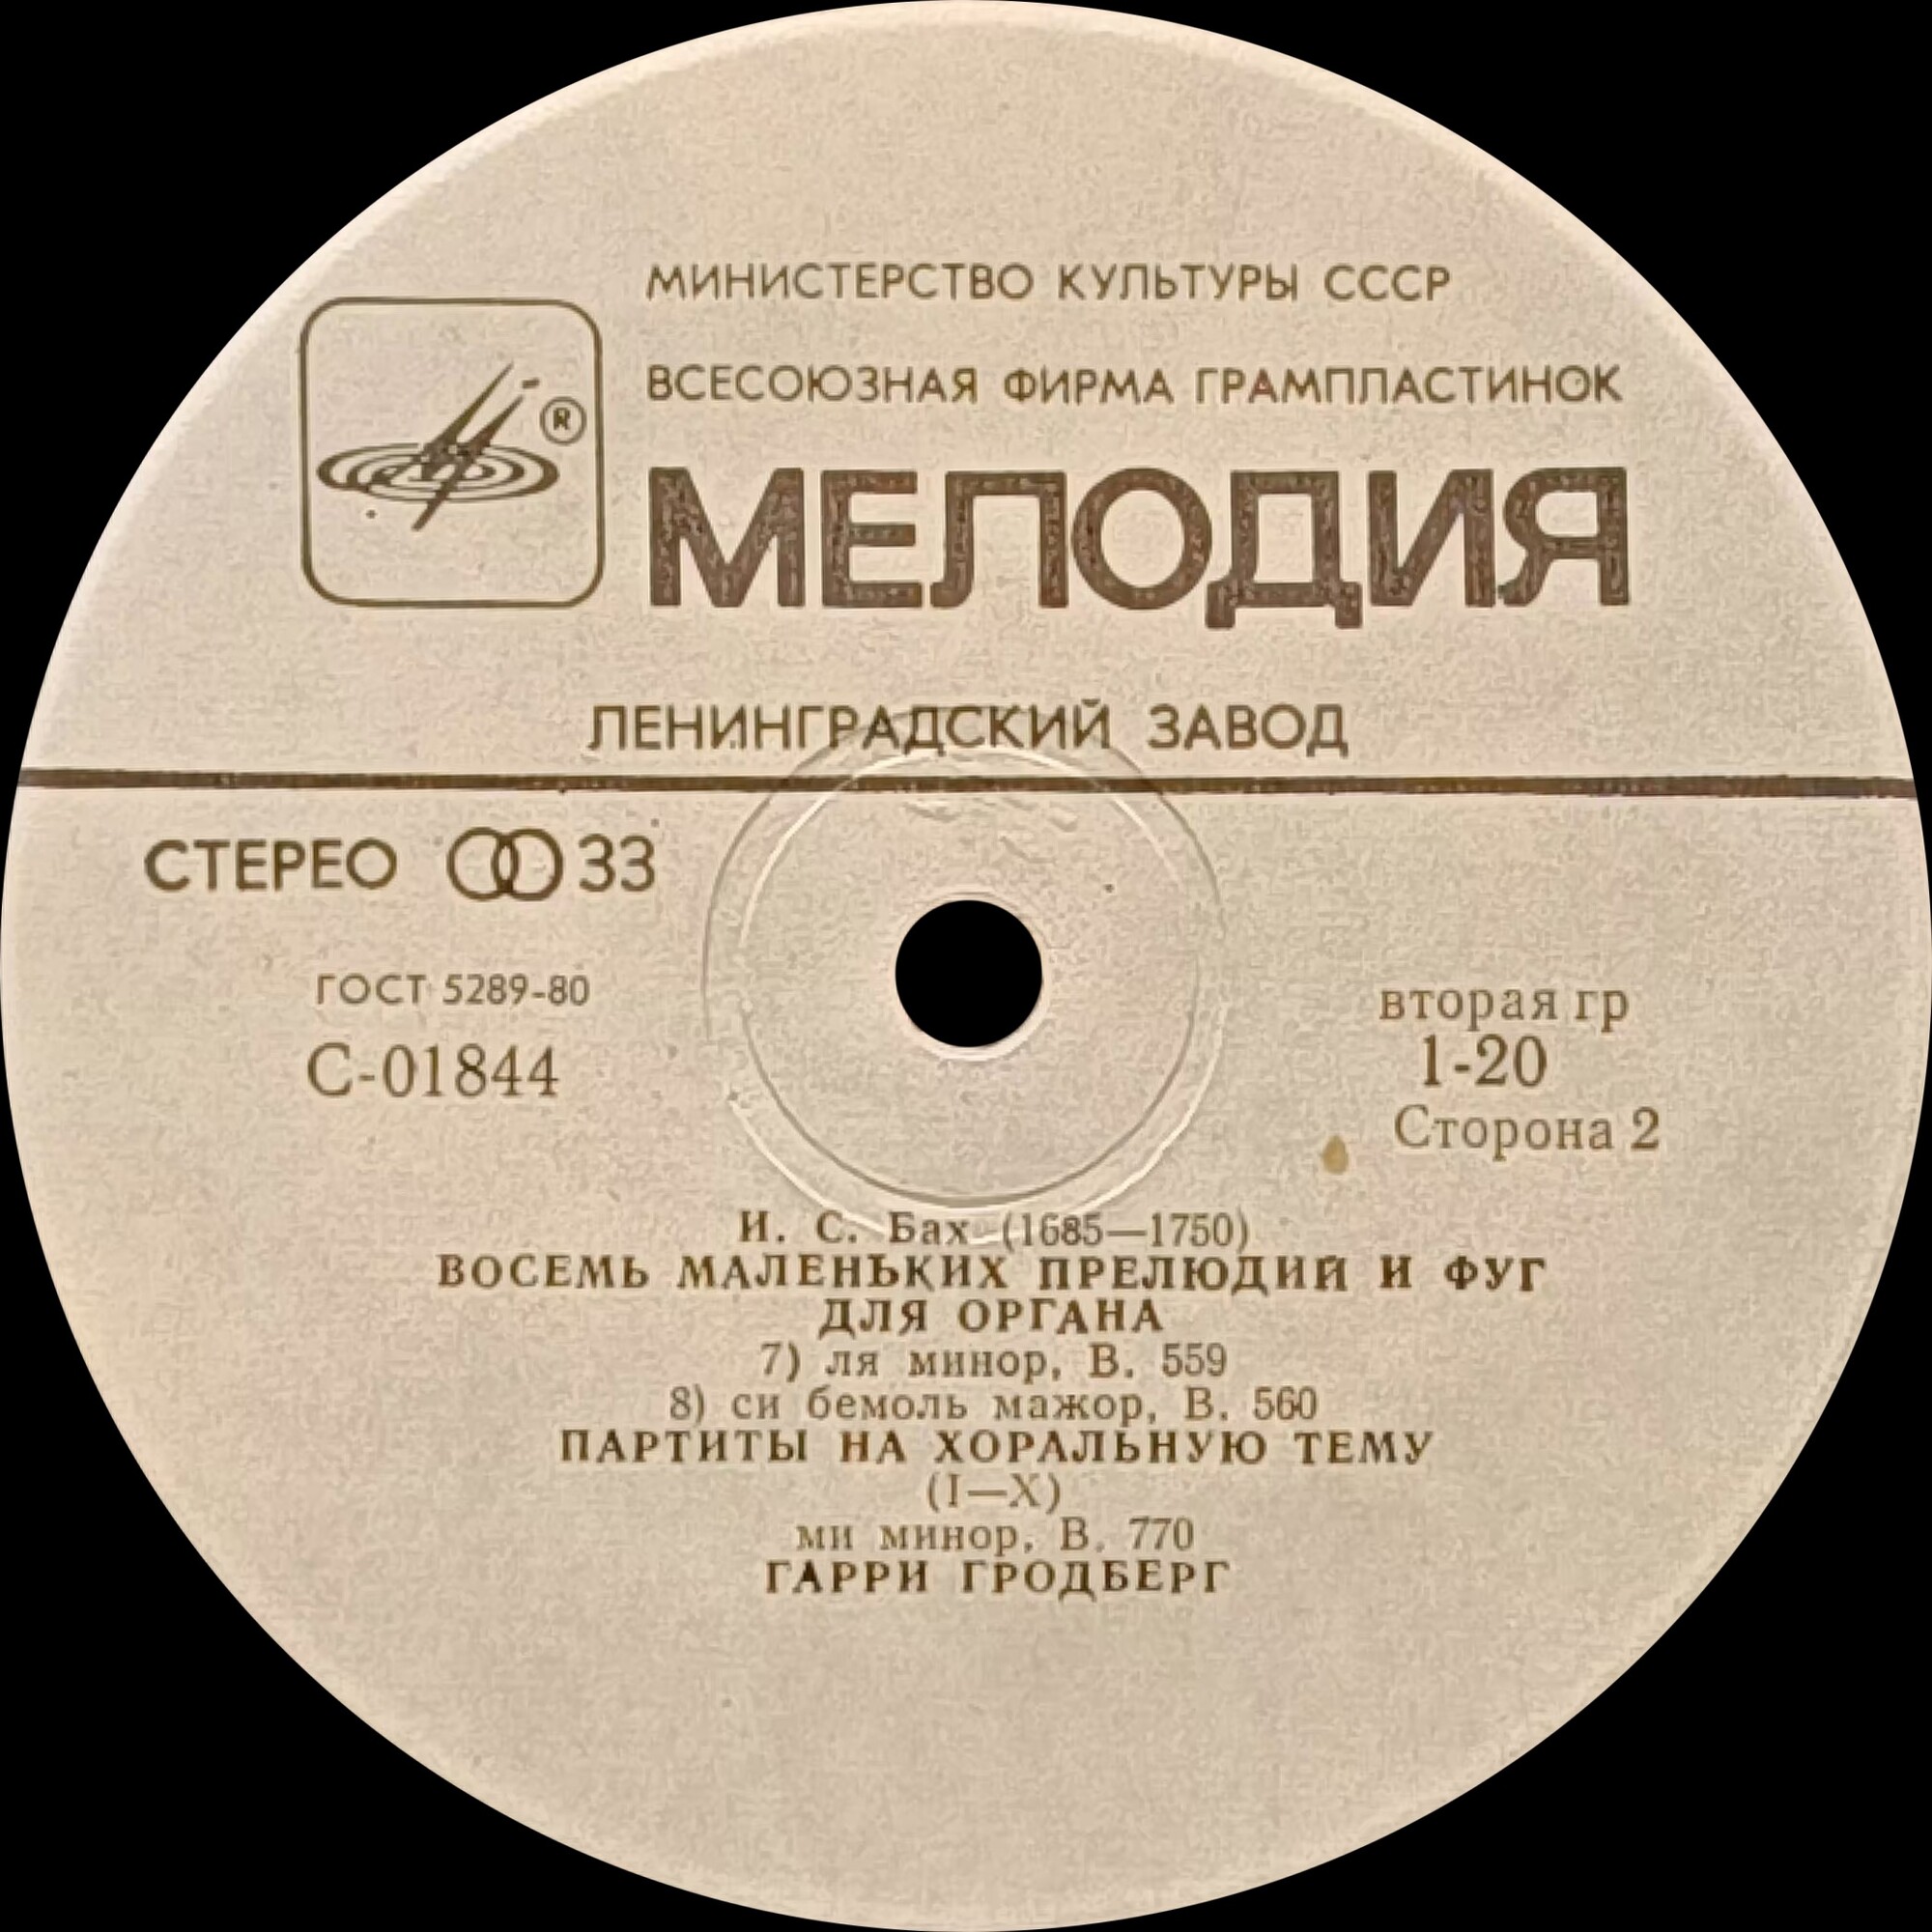 МИНИСТЕРСТВО КУЛЬТУРЫ СССР
ВСЕСОЮЗНАЯ ФИРМА ГРАМПЛАСТИНОК
®
МЕЛОДИЯ
ЛЕНИНГРАДСКИЙ ЗАВОД
СТЕРЕО 33
ГОСТ 5289-80
С-01844
вторая гр
1-20
Сторона 2
И. С. Бах (1685—1750)
ВОСЕМЬ МАЛЕНЬКИХ ПРЕЛЮДИЙ И ФУГ
ДЛЯ ОРГАНА
7) ля минор, В. 559
8) си бемоль мажор, В. 560
ПАРТИТЫ НА ХОРАЛЬНУЮ ТЕМУ
(I—X)
ми минор, В. 770
ГАРРИ ГРОДБЕРГ